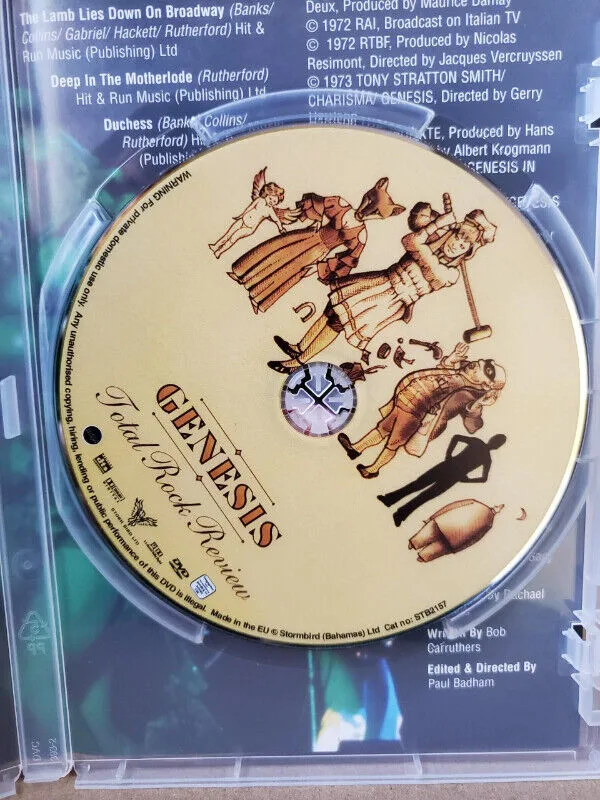 The Lamb Lies Down On Broadway (Banks/
Collins/ Gabriel/ Hackett/ Rutherford) Hit &
Run Music (Publishing) Ltd
Deep In The Motherlode (Rutherford)
Hit & Run Music (Publishing) Ltd
Duchess (Banks/ Collins/
Rutherford)
Deux, Produced by Maurice Damay
© 1972 RAI, Broadcast on Italian TV
© 1972 RTBF, Produced by Nicolas
Resimont, Directed by Jacques Vercruyssen
© 1973 TONY STRATTON SMITH/
CHARISMA/ GENESIS, Directed by Gerry
Produced by Hans
by Albert Krogmann
GENESIS IN
GENESIS
GENESIS
Total Rock Review
WARNING For private domestic use only. Any unauthorised copying, hiring, lending or public performance of this DVD is illegal. Made in the EU © Stormbird (Bahamas) Ltd Cat no: STB2157
DVD
by Rachael
Written By Bob
Carruthers
Edited & Directed By
Paul Badham